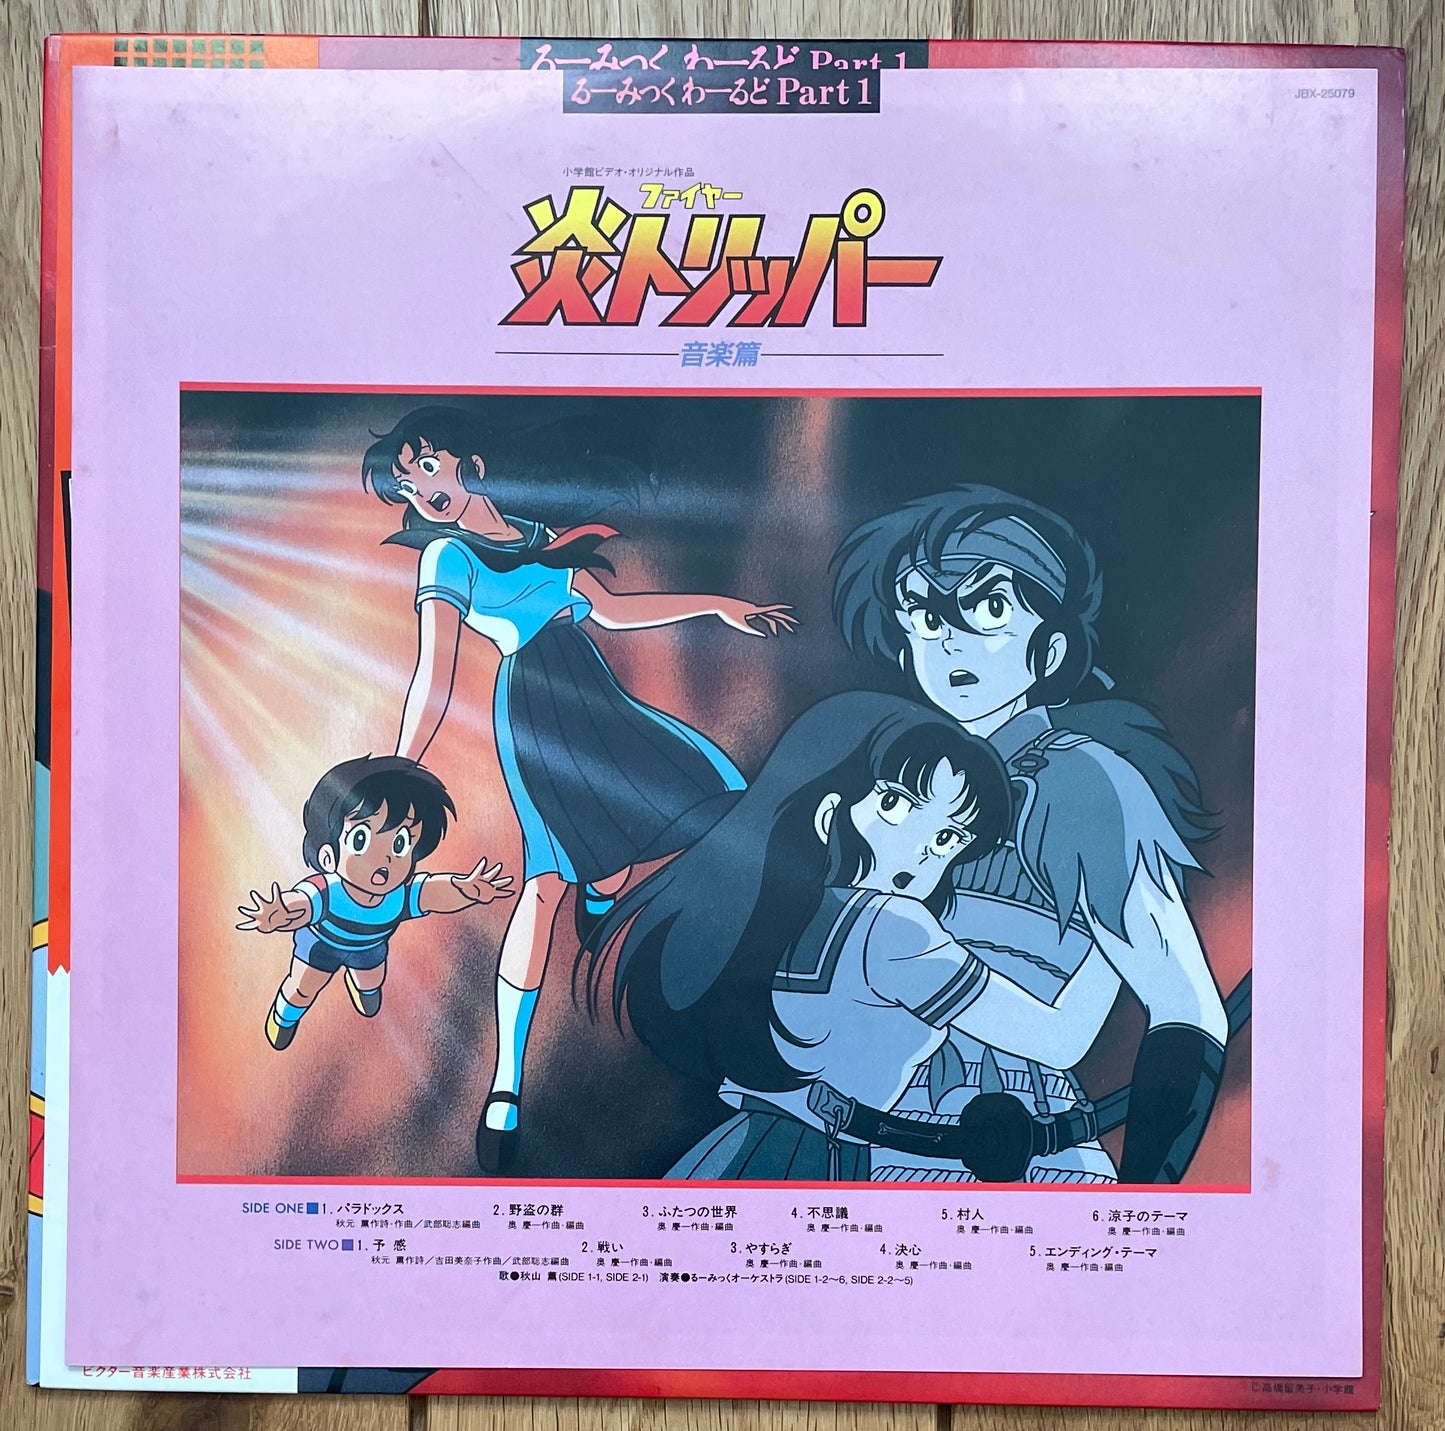 るーみっくわーるど Part 1
るーみっくわーるど Part 1
JBX-25079
小学館ビデオ・オリジナル作品
ファイヤー
炎トリッパー
音楽篇
SIDE ONE■1. パラドックス 2. 野盗の群 3. ふたつの世界 4. 不思議 5. 村人 6. 涼子のテーマ
秋元 薫作詩・作曲／武部聡志編曲 奥 慶一作曲・編曲 奥 慶一作曲・編曲 奥 慶一作曲・編曲 奥 慶一作曲・編曲 奥 慶一作曲・編曲
SIDE TWO■1. 予 感 2. 戦い 3. やすらぎ 4. 決心 5. エンディング・テーマ
秋元 薫作詩／吉田美奈子作曲／武部聡志編曲 奥 慶一作曲・編曲 奥 慶一作曲・編曲 奥 慶一作曲・編曲 奥 慶一作曲・編曲
歌●秋山 薫(SIDE 1-1, SIDE 2-1) 演奏●るーみっくオーケストラ(SIDE 1-2〜6, SIDE 2-2〜5)
ビクター音楽産業株式会社
©高橋留美子・小学館